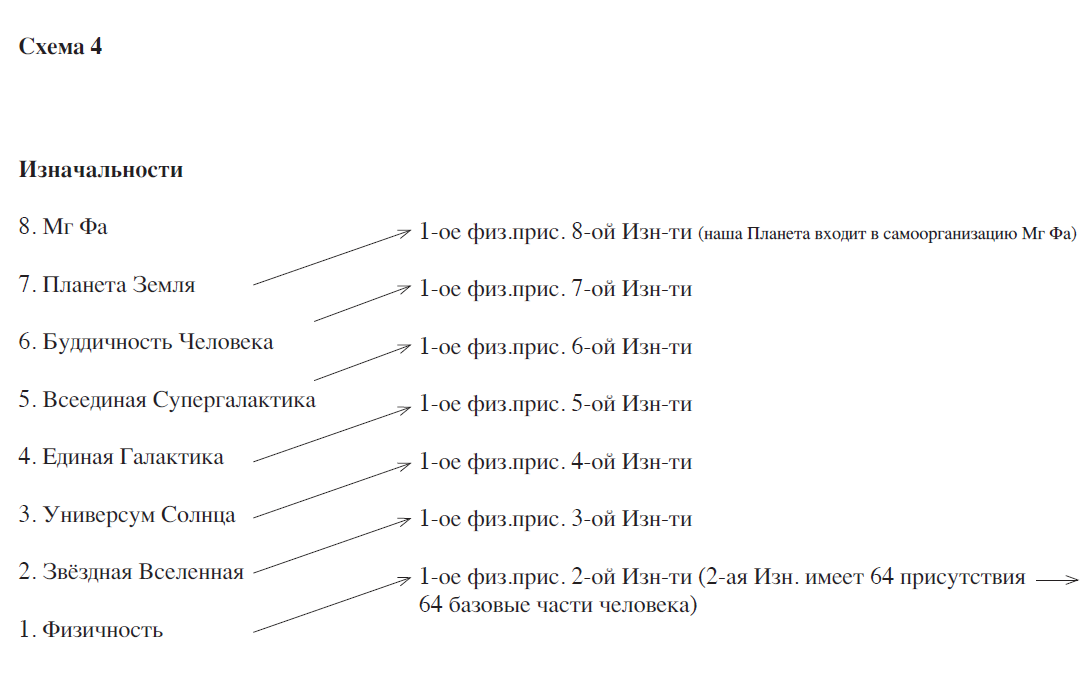 Схема 4
Изначальности
8. Мг Фа
1-ое физ.прис. 8-ой Изн-ти (наша Планета входит в самоорганизацию Мг Фа)
7. Планета Земля
1-ое физ.прис. 7-ой Изн-ти
6. Буддичность Человека
1-ое физ.прис. 6-ой Изн-ти
5. Всеединая Супергалактика
1-ое физ.прис. 5-ой Изн-ти
4. Единая Галактика
1-ое физ.прис. 4-ой Изн-ти
3. Универсум Солнца
1-ое физ.прис. 3-ой Изн-ти
2. Звёздная Вселенная
1-ое физ.прис. 2-ой Изн-ти (2-ая Изн. имеет 64 присутствия
64 базовые части человека)
1. Физичность